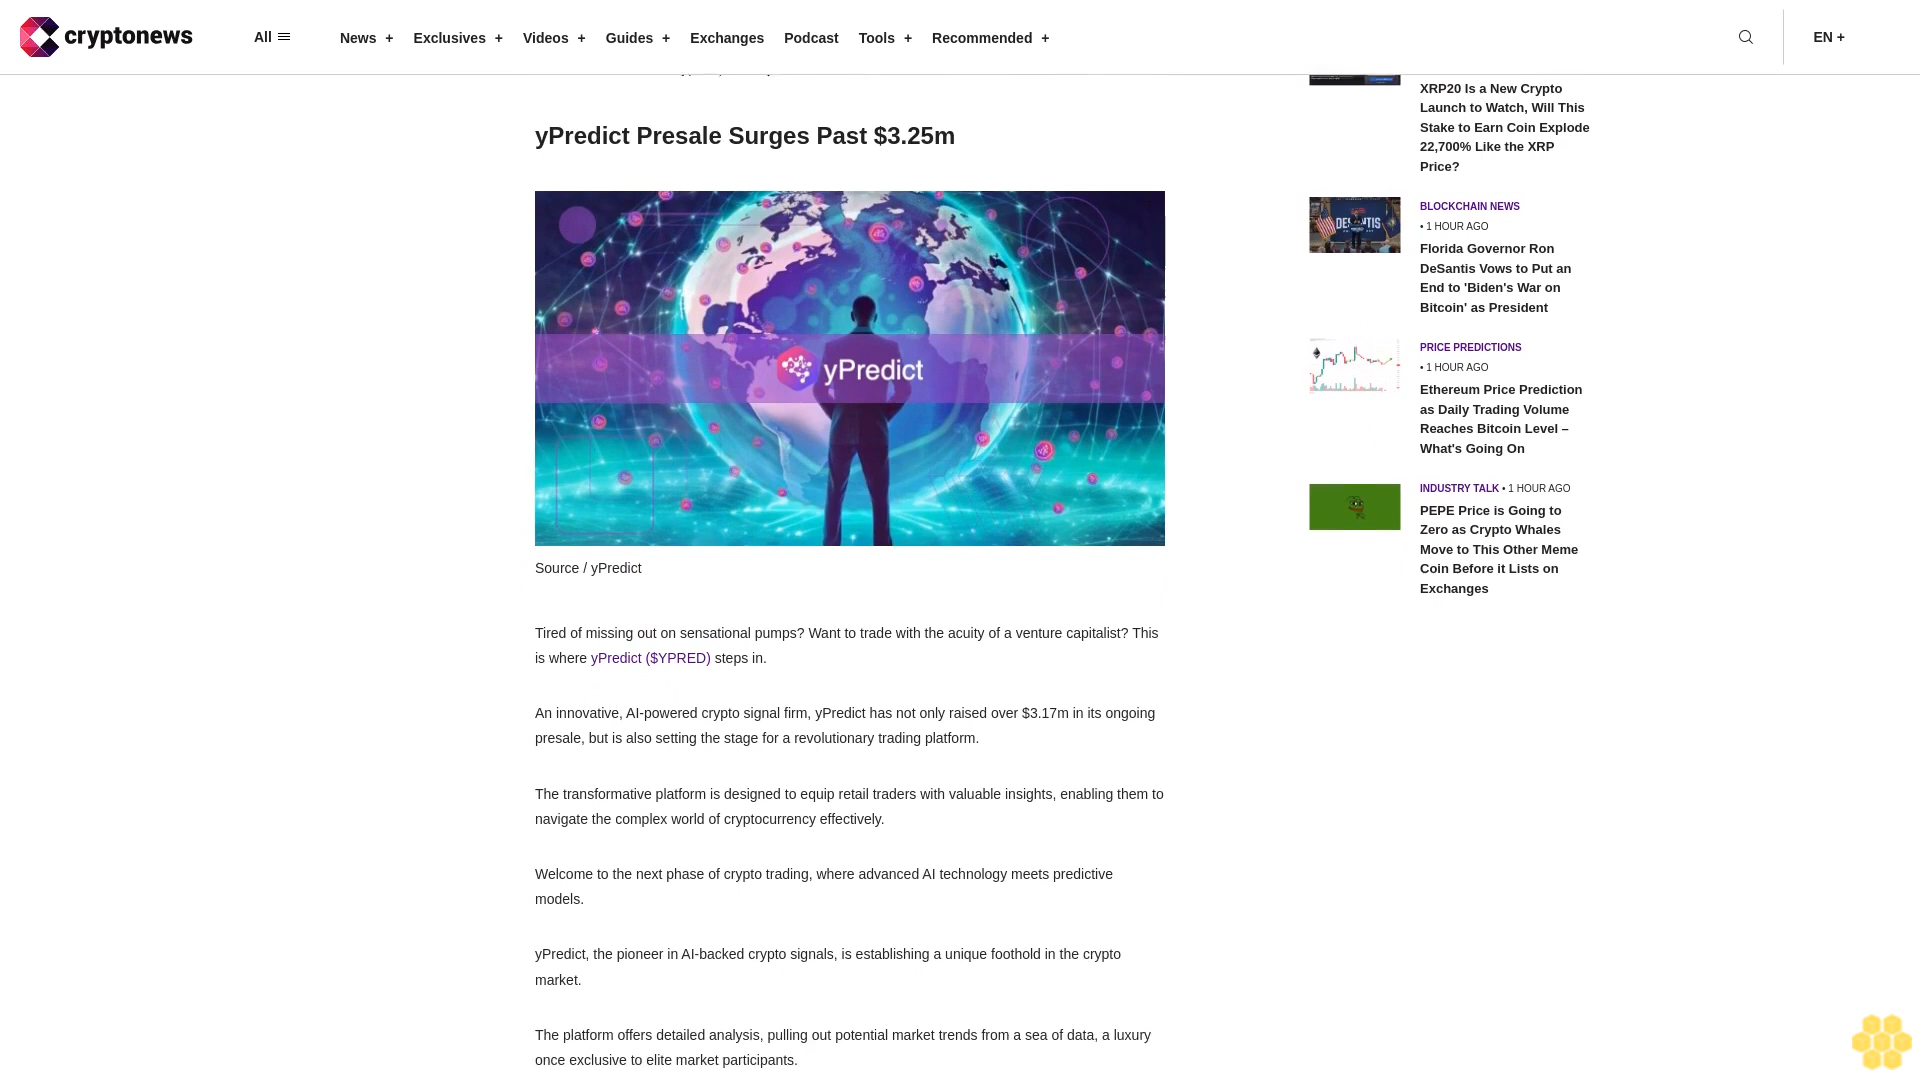 cryptonews
All
News +
Exclusives +
Videos +
Guides +
Exchanges
Podcast
Tools +
Recommended +
EN +
yPredict Presale Surges Past $3.25m
yPredict
Source / yPredict
Tired of missing out on sensational pumps? Want to trade with the acuity of a venture capitalist? This
is where yPredict ($YPRED) steps in.
An innovative, AI-powered crypto signal firm, yPredict has not only raised over $3.17m in its ongoing
presale, but is also setting the stage for a revolutionary trading platform.
The transformative platform is designed to equip retail traders with valuable insights, enabling them to
navigate the complex world of cryptocurrency effectively.
Welcome to the next phase of crypto trading, where advanced AI technology meets predictive
models.
yPredict, the pioneer in AI-backed crypto signals, is establishing a unique foothold in the crypto
market.
The platform offers detailed analysis, pulling out potential market trends from a sea of data, a luxury
once exclusive to elite market participants.
XRP20 Is a New Crypto
Launch to Watch, Will This
Stake to Earn Coin Explode
22,700% Like the XRP
Price?
BLOCKCHAIN NEWS
• 1 HOUR AGO
Florida Governor Ron
DeSantis Vows to Put an
End to 'Biden's War on
Bitcoin' as President
PRICE PREDICTIONS
• 1 HOUR AGO
Ethereum Price Prediction
as Daily Trading Volume
Reaches Bitcoin Level –
What's Going On
INDUSTRY TALK • 1 HOUR AGO
PEPE Price is Going to
Zero as Crypto Whales
Move to This Other Meme
Coin Before it Lists on
Exchanges